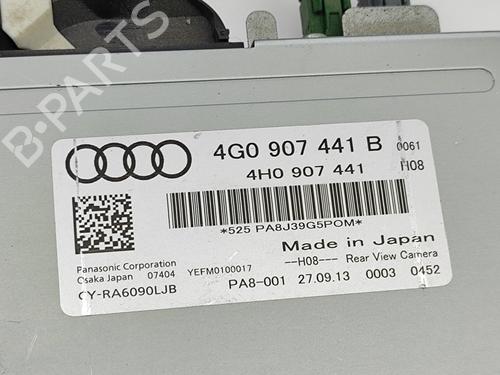 B-PARTS
4G0 907 441 B 0061
4H0 907 441 H08
*525 PA8J39G5POM*
Made in Japan
Panasonic Corporation
Osaka Japan 07404 YEFM0100017
--H08--- Rear View Camera
CY-RA6090LJB
PA8-001 27.09.13 0003 0452